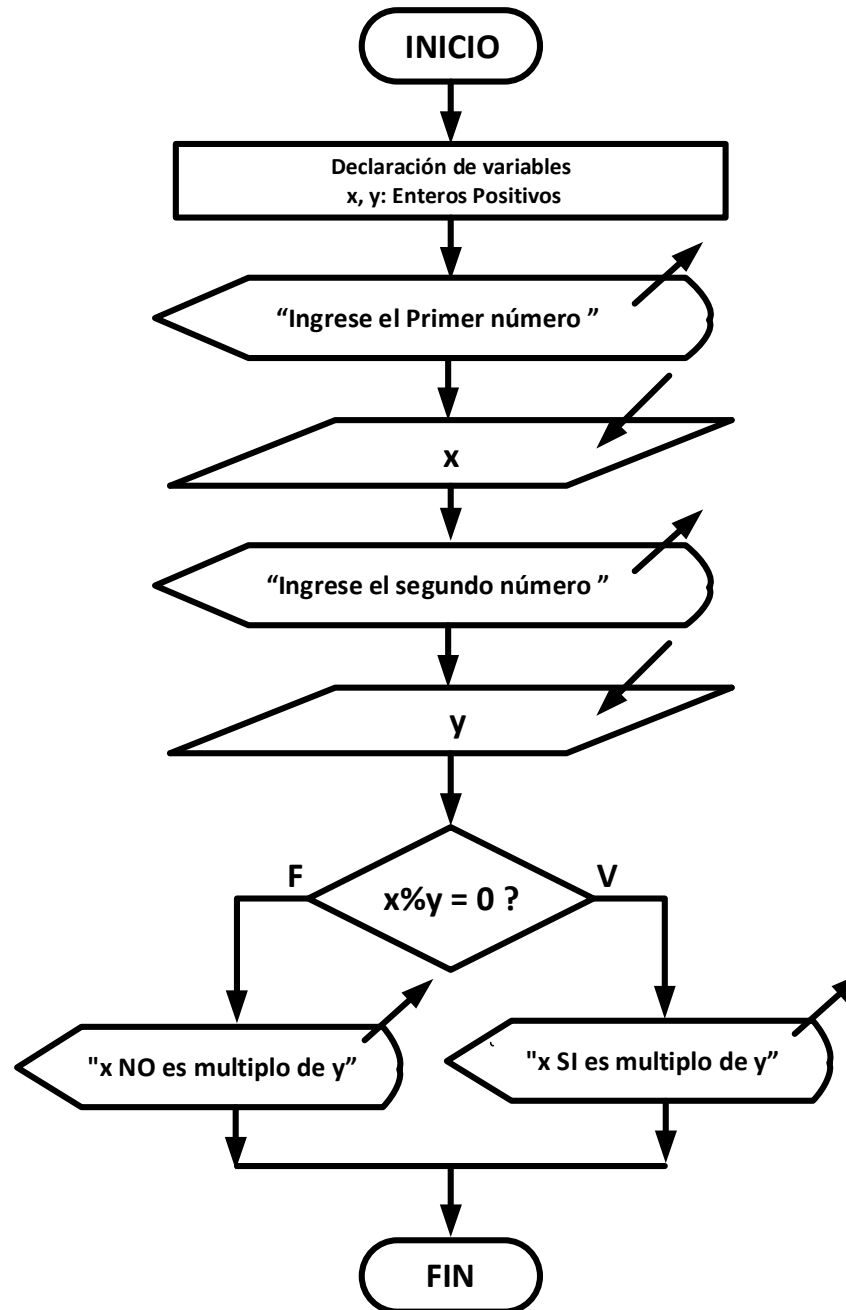 INICIO
Declaración de variables
x, y: Enteros Positivos
“Ingrese el Primer número ”
x
“Ingrese el segundo número ”
y
F
V
x%y = 0 ?
"x NO es multiplo de y”
"x SI es multiplo de y”
FIN